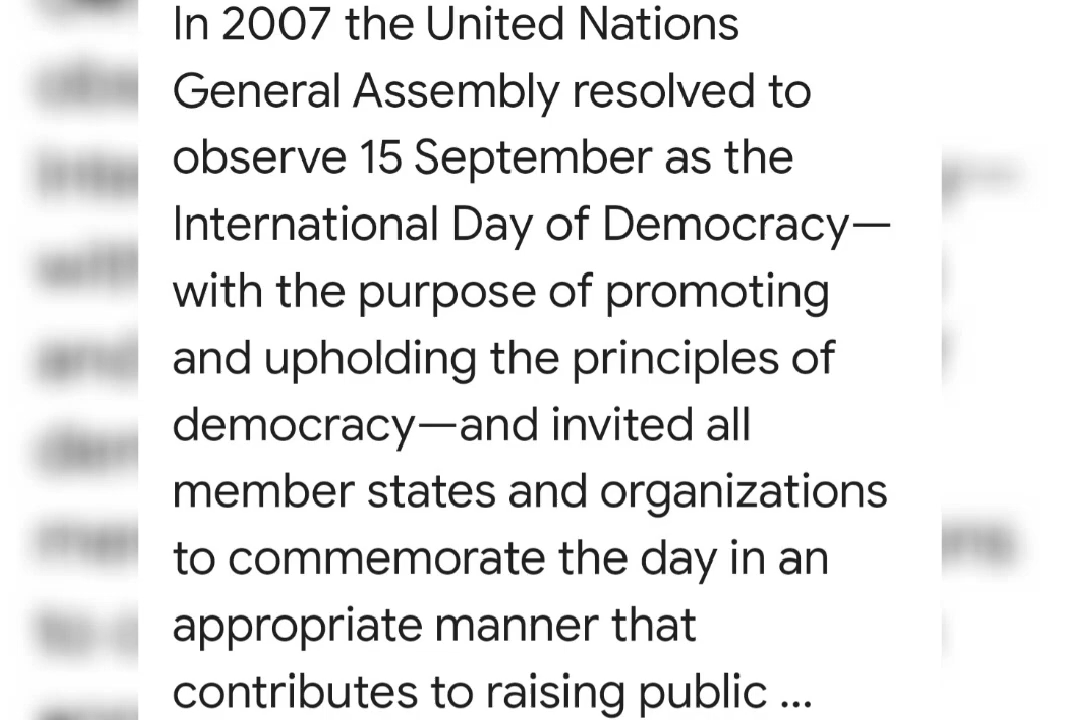 In 2007 the United Nations
General Assembly resolved to
observe 15 September as the
International Day of Democracy—
with the purpose of promoting
and upholding the principles of
democracy—and invited all
member states and organizations
to commemorate the day in an
appropriate manner that
contributes to raising public ...